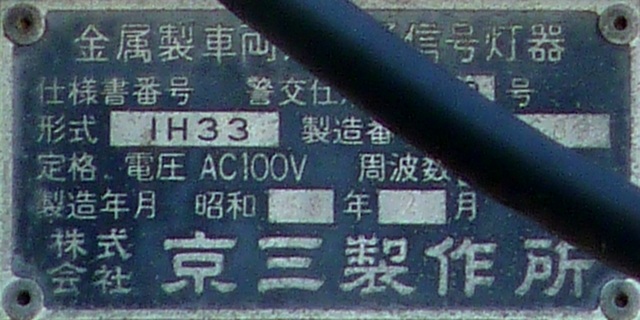 金属製車両 信号灯器
仕様書番号 警交仕 号
形式 1H33 製造番
定格 電圧 AC100V 周波数
製造年月 昭和 年 2 月
株式会社 京三製作所